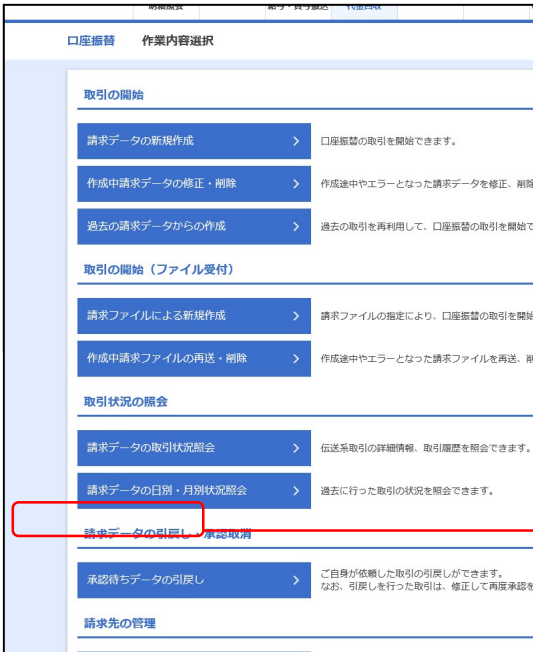 明細照会 給与・賞与振込 代金回収
口座振替 作業内容選択
取引の開始
請求データの新規作成
口座振替の取引を開始できます。
作成中請求データの修正・削除
作成途中やエラーとなった請求データを修正、削除
過去の請求データからの作成
過去の取引を再利用して、口座振替の取引を開始で
取引の開始（ファイル受付）
請求ファイルによる新規作成
請求ファイルの指定により、口座振替の取引を開始
作成中請求ファイルの再送・削除
作成途中やエラーとなった請求ファイルを再送、削
取引状況の照会
請求データの取引状況照会
伝送系取引の詳細情報、取引履歴を照会できます。
請求データの日別・月別状況照会
過去に行った取引の状況を照会できます。
請求データの引戻し・承認取消
承認待ちデータの引戻し
ご自身が依頼した取引の引戻しができます。
なお、引戻しを行った取引は、修正して再度承認を
請求先の管理